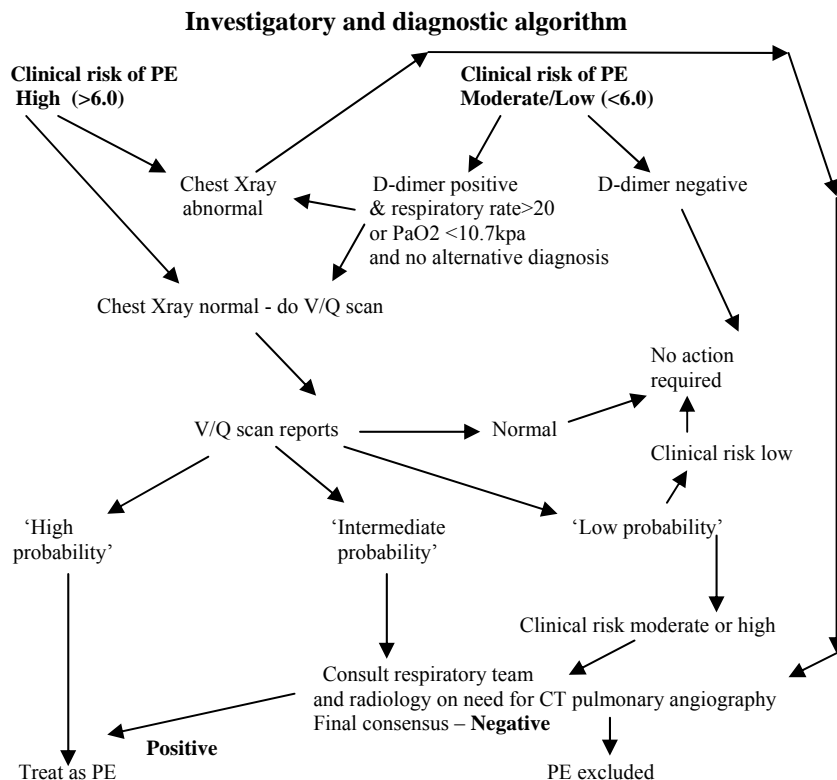 Investigatory and diagnostic algorithm
Clinical risk of PE
High (>6.0)
Clinical risk of PE
Moderate/Low (<6.0)
Chest Xray
abnormal
D-dimer positive
& respiratory rate>20
or PaO2 <10.7kpa
and no alternative diagnosis
D-dimer negative
Chest Xray normal - do V/Q scan
No action
required
V/Q scan reports
Normal
Clinical risk low
‘High
probability’
‘Intermediate
probability’
‘Low probability’
Clinical risk moderate or high
Consult respiratory team
and radiology on need for CT pulmonary angiography
Final consensus – Negative
Positive
Treat as PE
PE excluded